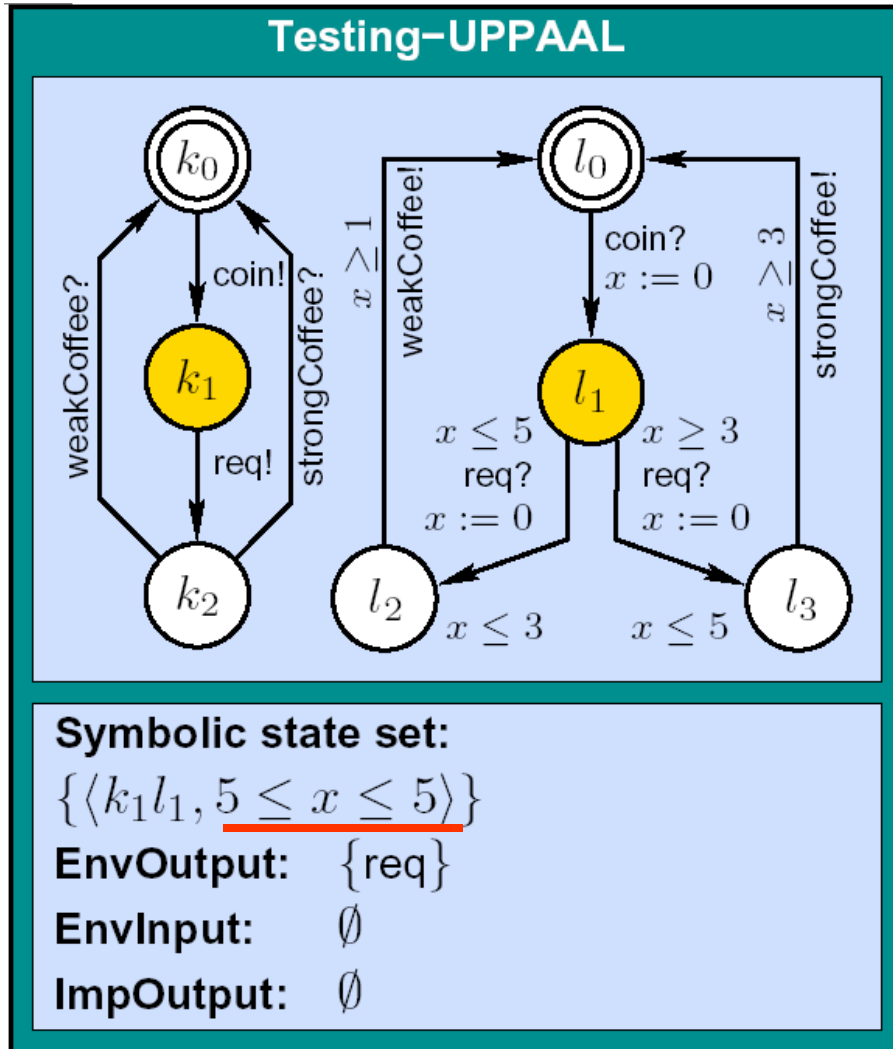 Testing–UPPAAL
k₀
l₀
weakCoffee?
coin!
strongCoffee?
x ≥ 1
weakCoffee!
coin?
x := 0
x ≥ 3
strongCoffee!
k₁
l₁
req!
x ≤ 5
req?
x := 0
x ≥ 3
req?
x := 0
k₂
l₂
x ≤ 3
x ≤ 5
l₃
Symbolic state set:
{⟨k₁l₁, 5 ≤ x ≤ 5⟩}
EnvOutput: {req}
EnvInput: ∅
ImpOutput: ∅